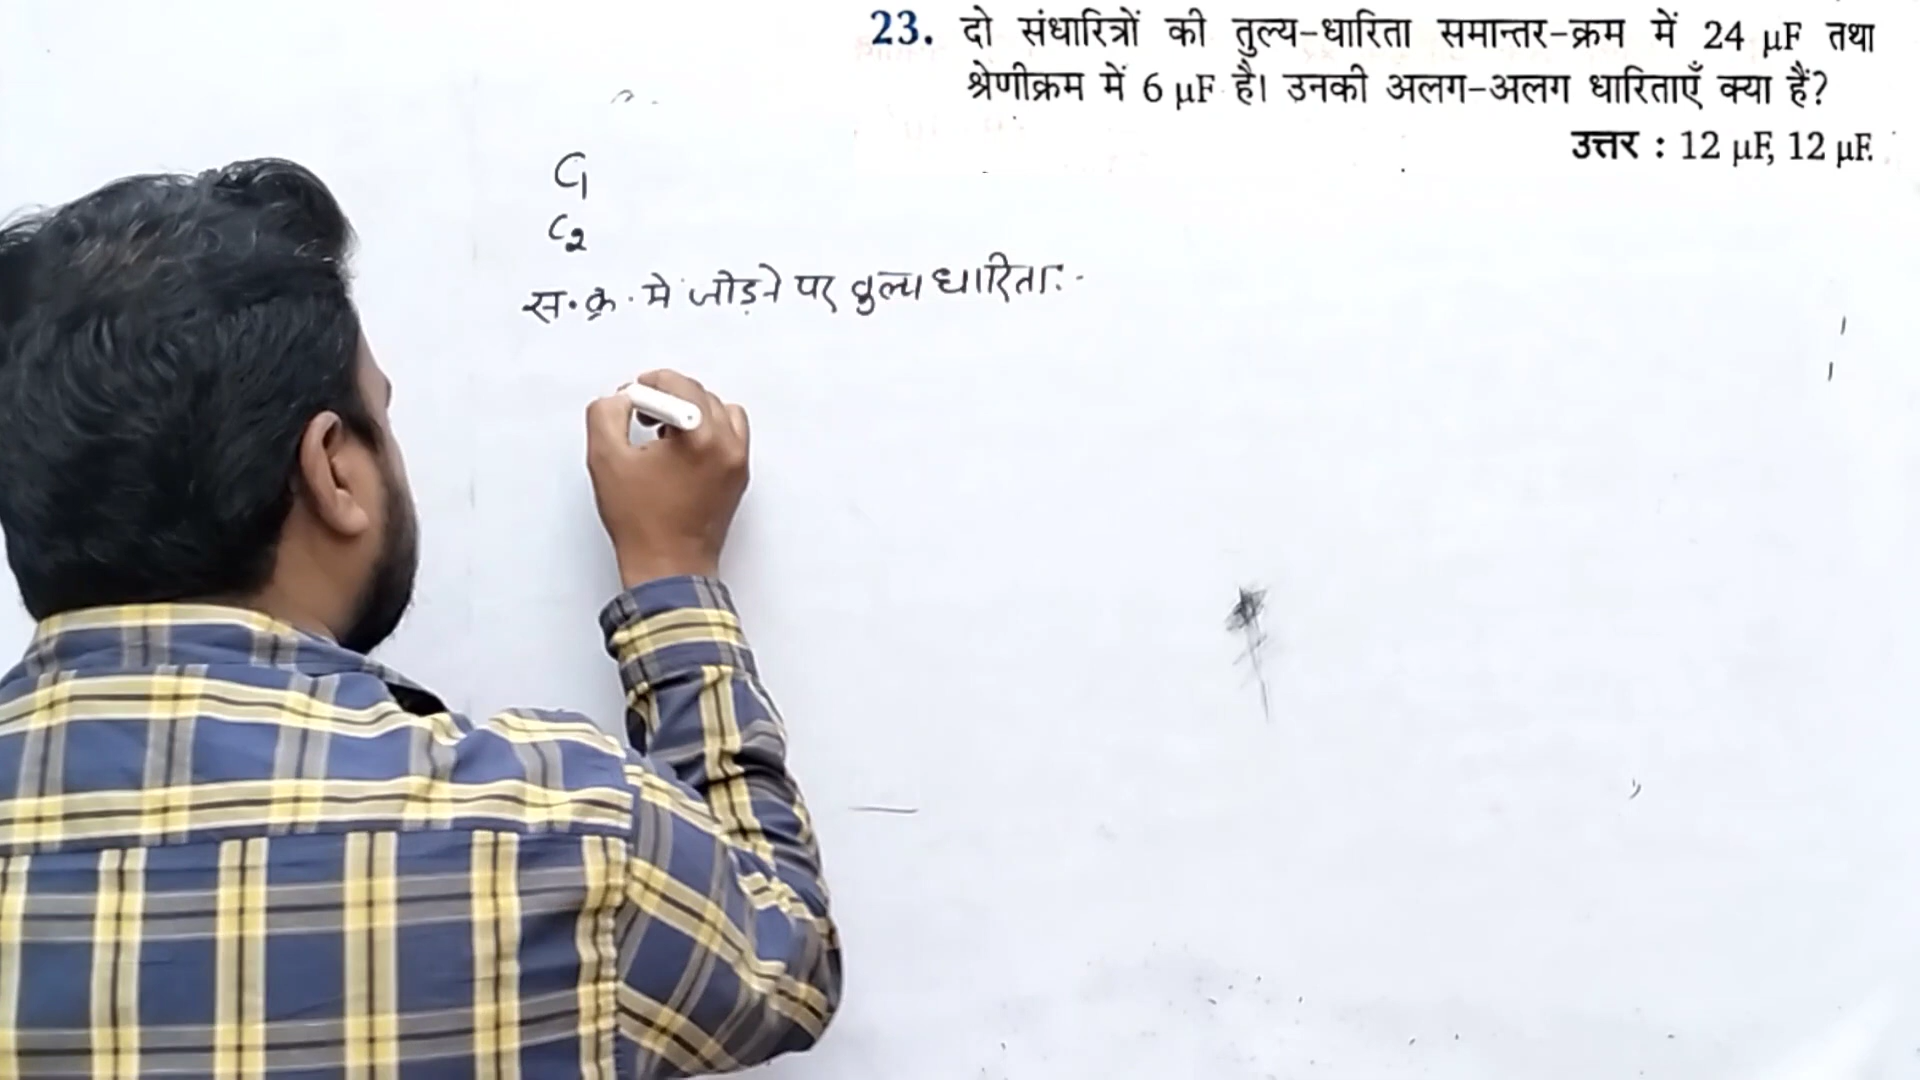 23. दो संधारित्रों की तुल्य-धारिता समान्तर-क्रम में 24 μF तथा
श्रेणीक्रम में 6 μF है। उनकी अलग-अलग धारिताएँ क्या हैं?
उत्तर : 12 μF, 12 μF.
C1
C2
स.क्र. मे जोड़ने पर तुल्य धारिता:-